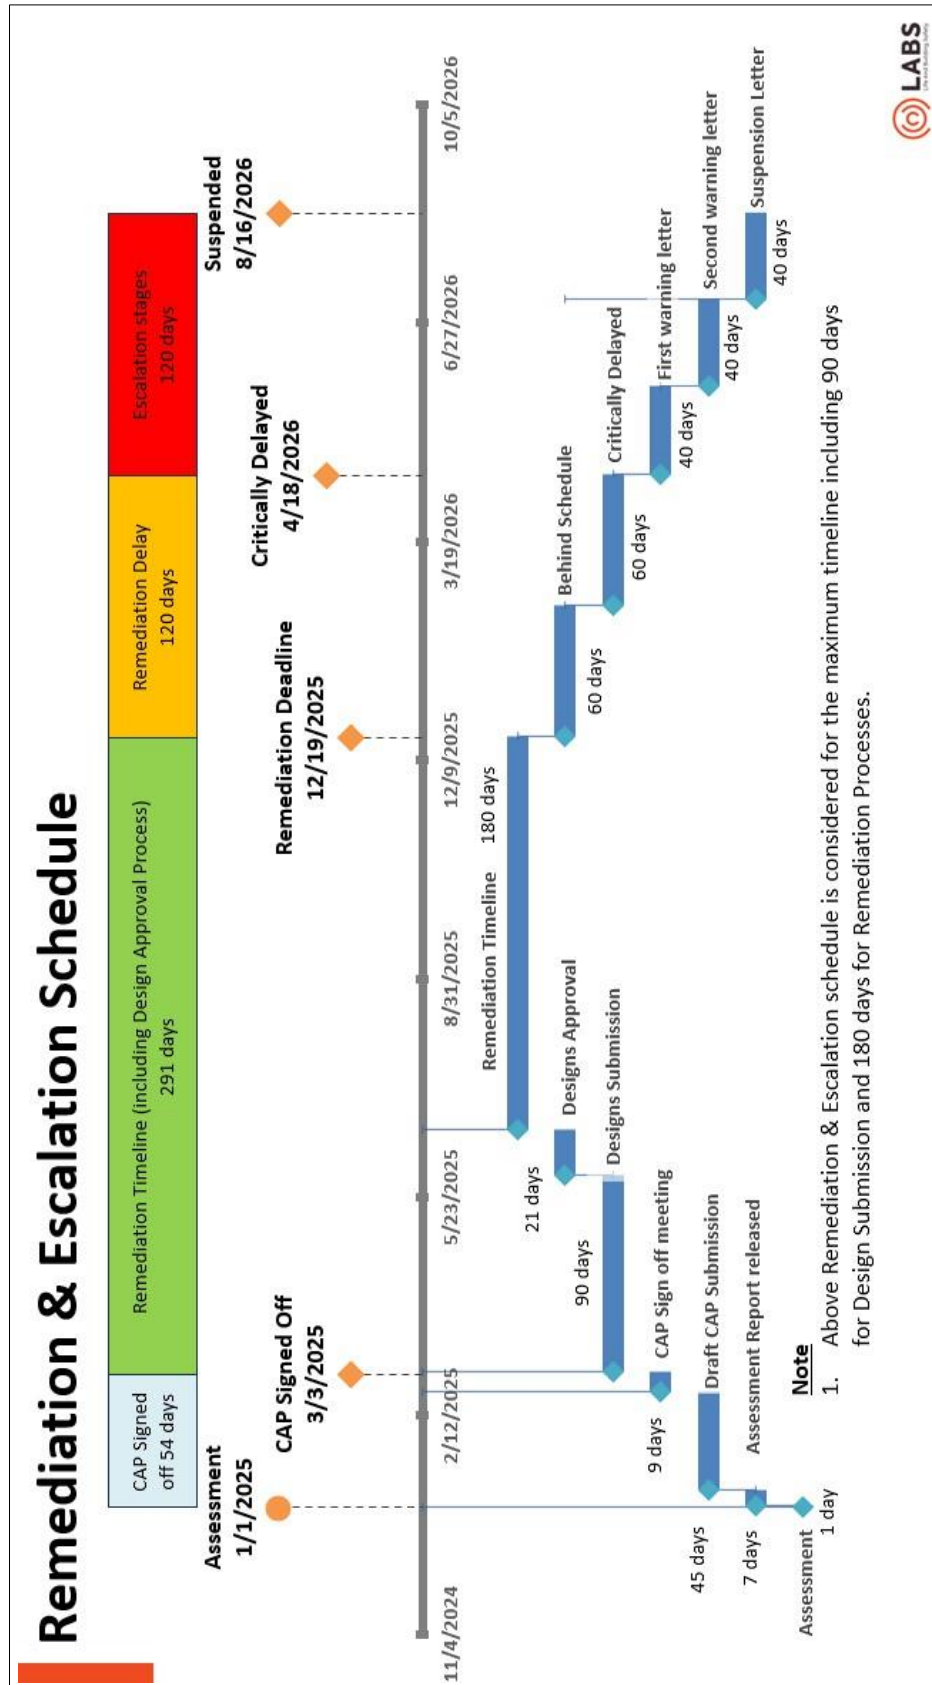 Remediation & Escalation Schedule
CAP Signed
off 54 days
Remediation Timeline (including Design Approval Process)
291 days
Remediation Delay
120 days
Escalation stages
120 days
Assessment
1/1/2025
CAP Signed Off
3/3/2025
Remediation Deadline
12/19/2025
Critically Delayed
4/18/2026
Suspended
8/16/2026
11/4/2024
2/12/2025
5/23/2025
8/31/2025
12/9/2025
3/19/2026
6/27/2026
10/5/2026
Remediation Timeline
180 days
21 days
Designs Approval
60 days
Behind Schedule
90 days
Designs Submission
60 days
Critically Delayed
9 days
CAP Sign off meeting
40 days
First warning letter
45 days
Draft CAP Submission
40 days
Second warning letter
7 days
Assessment Report released
40 days
Suspension Letter
Assessment
1 day
Note
1. Above Remediation & Escalation schedule is considered for the maximum timeline including 90 days
for Design Submission and 180 days for Remediation Processes.
LABS
Life And Building Safety